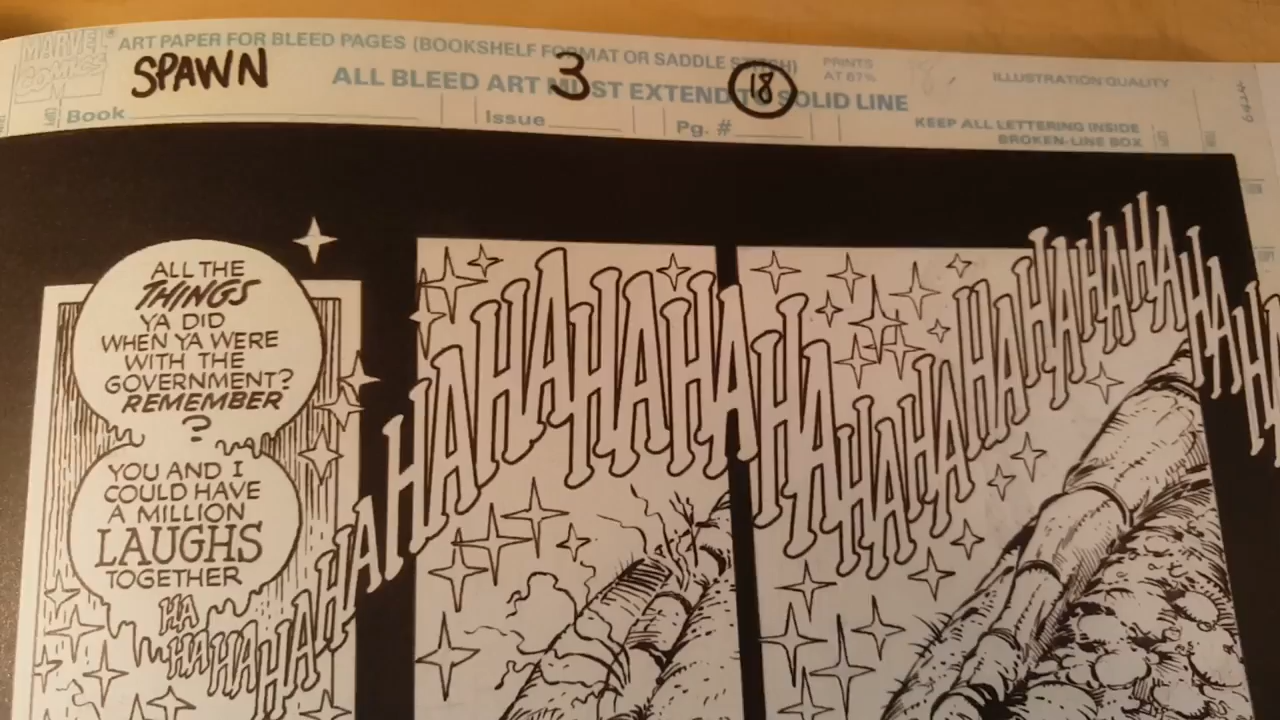 MARVEL COMICS
ART PAPER FOR BLEED PAGES (BOOKSHELF FORMAT OR SADDLE STITCH)
PRINTS
AT 67%
ILLUSTRATION QUALITY
SPAWN 3 18
ALL BLEED ART MUST EXTEND TO SOLID LINE
Book Issue Pg. #
KEEP ALL LETTERING INSIDE
BROKEN-LINE BOX
ALL THE
THINGS
YA DID
WHEN YA WERE
WITH THE
GOVERNMENT?
REMEMBER
?
YOU AND I
COULD HAVE
A MILLION
LAUGHS
TOGETHER
HA
HAHAHAHAHAHAHAHAHAHAHAHAHAHAHAHAHAHAHAHAHAHAHA